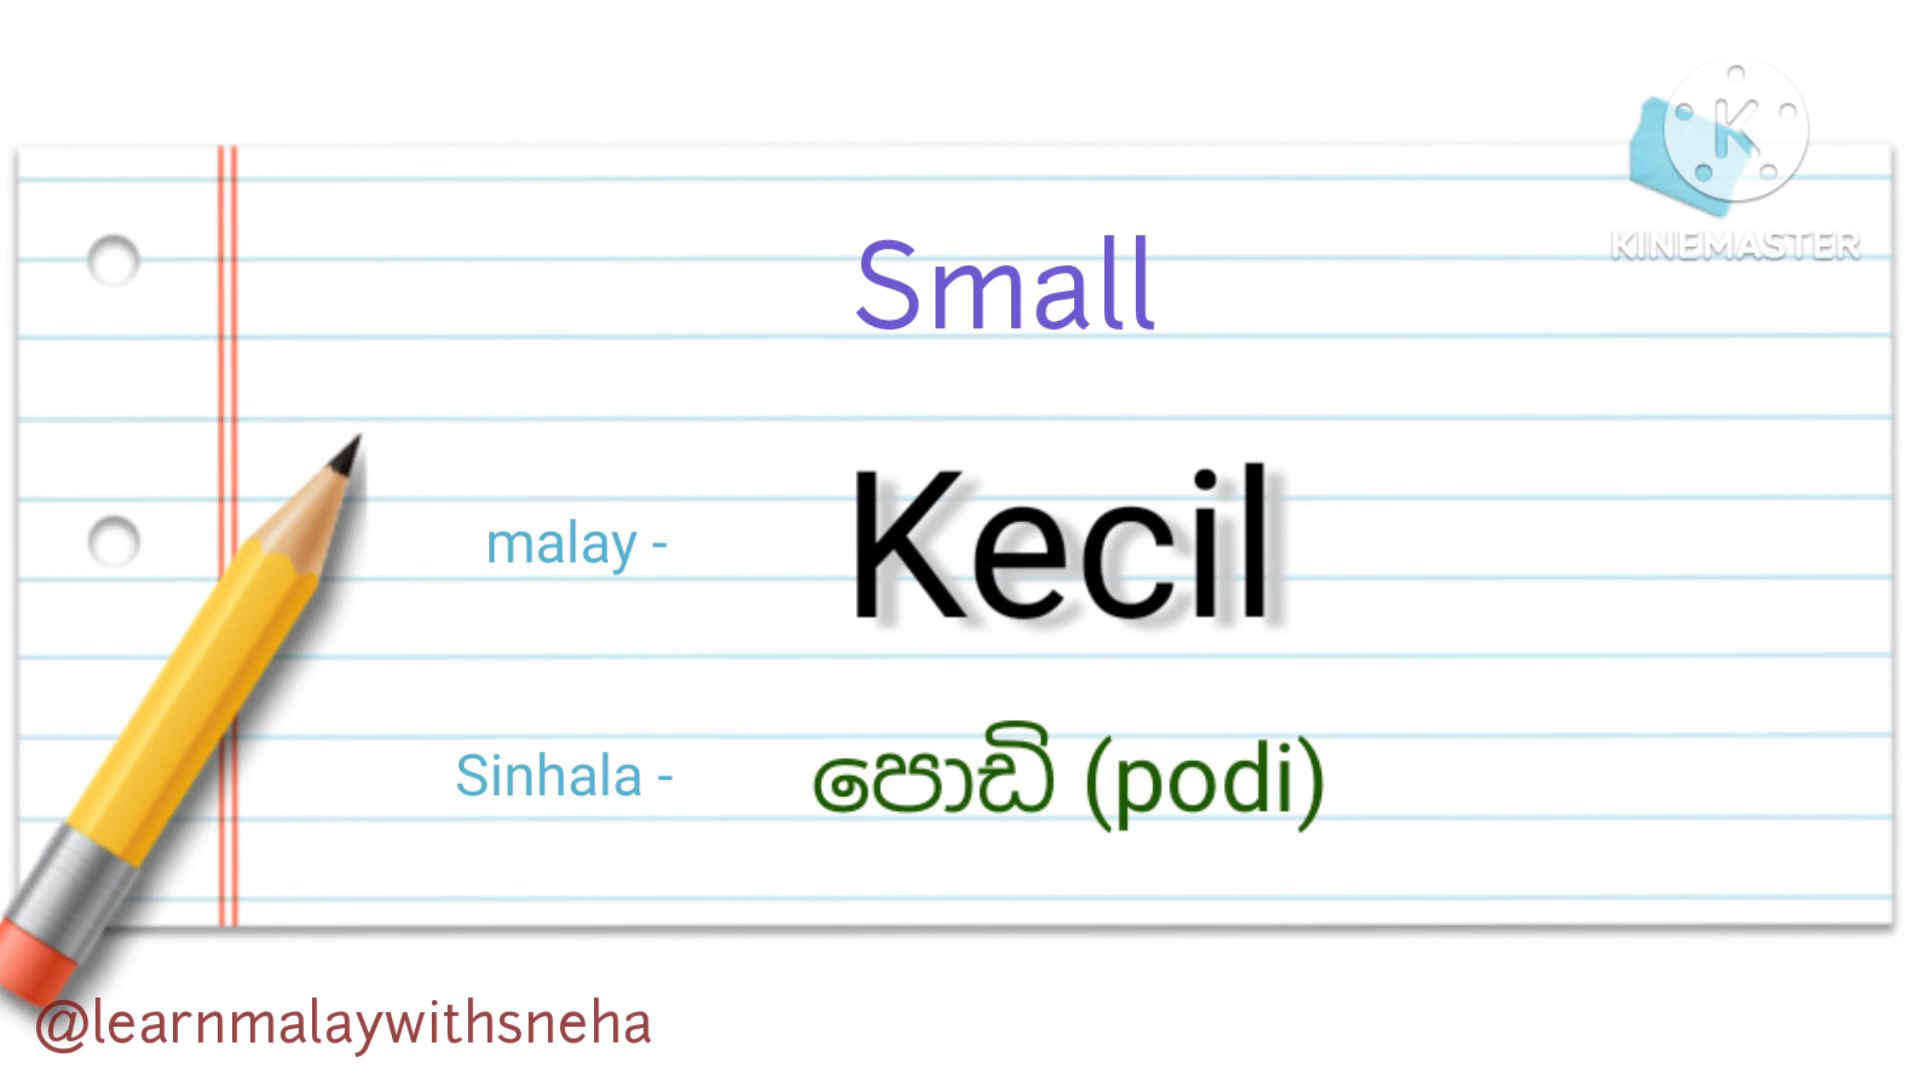 K
KINEMASTER
Small
malay - Kecil
Sinhala - පොඩි (podi)
@learnmalaywithsneha